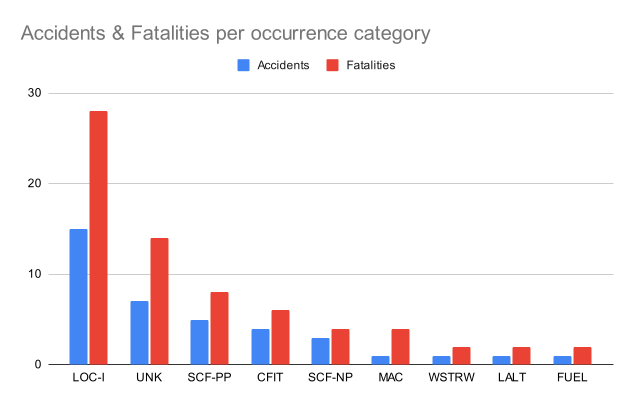 Accidents & Fatalities per occurrence category
Accidents Fatalities
30
20
10
0
LOC-I UNK SCF-PP CFIT SCF-NP MAC WSTRW LALT FUEL